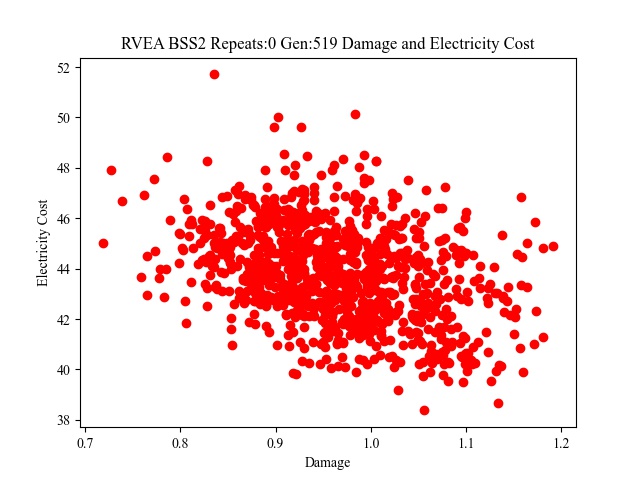 RVEA BSS2 Repeats:0 Gen:519 Damage and Electricity Cost
52
50
48
46
44
42
40
38
Electricity Cost
0.7 0.8 0.9 1.0 1.1 1.2
Damage